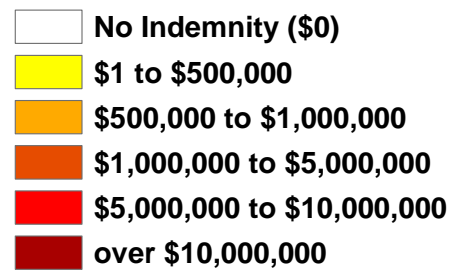 No Indemnity ($0)
$1 to $500,000
$500,000 to $1,000,000
$1,000,000 to $5,000,000
$5,000,000 to $10,000,000
over $10,000,000